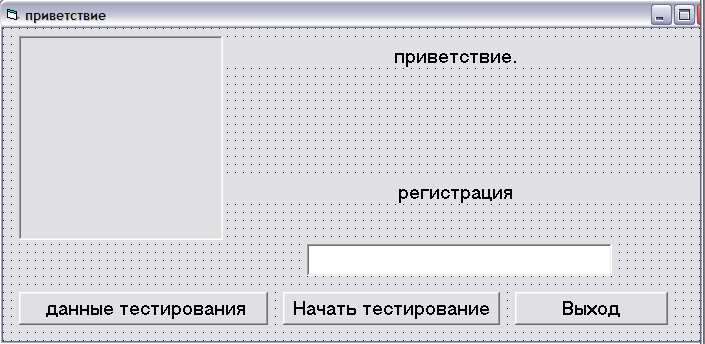 приветствие
приветствие.
регистрация
данные тестирования
Начать тестирование
Выход